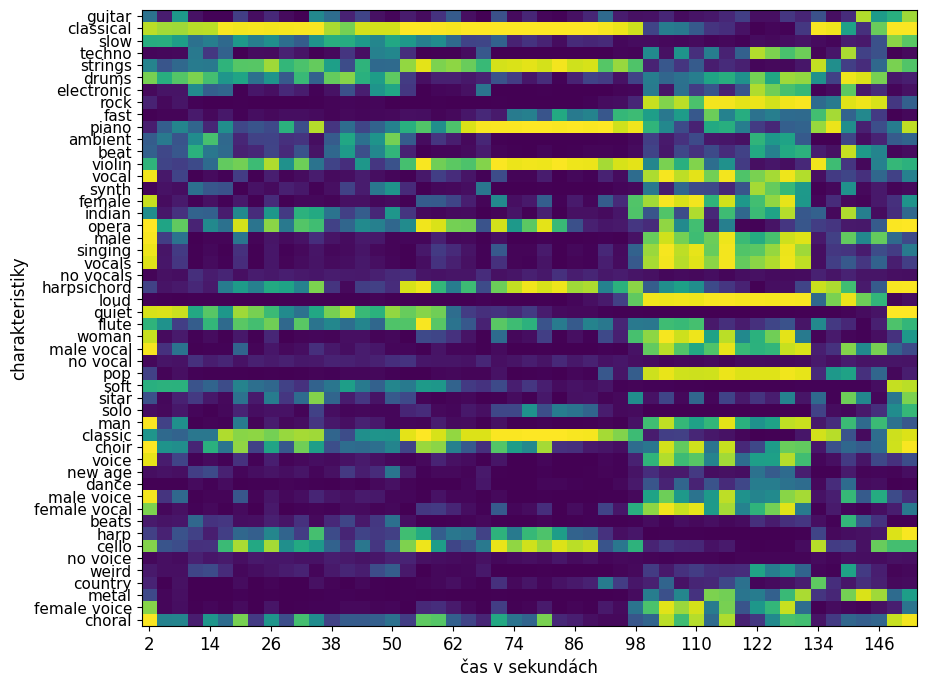 guitar
classical
slow
techno
strings
drums
electronic
rock
fast
piano
ambient
beat
violin
vocal
synth
female
indian
opera
male
singing
vocals
no vocals
harpsichord
loud
quiet
flute
woman
male vocal
no vocal
pop
soft
sitar
solo
man
classic
choir
voice
new age
dance
male voice
female vocal
beats
harp
cello
no voice
weird
country
metal
female voice
choral
charakteristiky
2 14 26 38 50 62 74 86 98 110 122 134 146
čas v sekundách